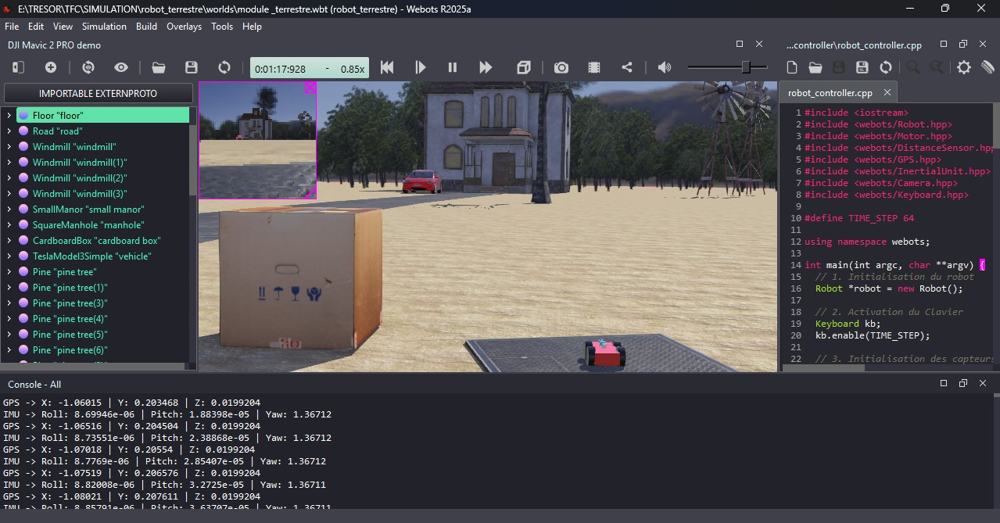 E:\TRESOR\TFC\SIMULATION\robot_terrestre\worlds\module _terrestre.wbt (robot_terrestre) - Webots R2025a
File Edit View Simulation Build Overlays Tools Help
DJI Mavic 2 PRO demo
...controller\robot_controller.cpp
0:01:17:928 - 0.85x
IMPORTABLE EXTERNPROTO
Floor "floor"
Road "road"
Windmill "windmill"
Windmill "windmill(1)"
Windmill "windmill(2)"
Windmill "windmill(3)"
SmallManor "small manor"
SquareManhole "manhole"
CardboardBox "cardboard box"
TeslaModel3Simple "vehicle"
Pine "pine tree"
Pine "pine tree(1)"
Pine "pine tree(3)"
Pine "pine tree(4)"
Pine "pine tree(5)"
Pine "pine tree(6)"
robot_controller.cpp
1 #include <iostream>
2 #include <webots/Robot.hpp>
3 #include <webots/Motor.hpp>
4 #include <webots/DistanceSensor.hpp
5 #include <webots/GPS.hpp>
6 #include <webots/InertialUnit.hpp>
7 #include <webots/Camera.hpp>
8 #include <webots/Keyboard.hpp>
9
10 #define TIME_STEP 64
11
12 using namespace webots;
13
14 int main(int argc, char **argv) {
15 // 1. Initialisation du robot
16 Robot *robot = new Robot();
17
18 // 2. Activation du Clavier
19 Keyboard kb;
20 kb.enable(TIME_STEP);
21
22 // 3. Initialisation des capteurs
Console - All
GPS -> X: -1.06015 | Y: 0.203468 | Z: 0.0199204
IMU -> Roll: 8.69946e-06 | Pitch: 1.88398e-05 | Yaw: 1.36712
GPS -> X: -1.06516 | Y: 0.204504 | Z: 0.0199204
IMU -> Roll: 8.73551e-06 | Pitch: 2.38868e-05 | Yaw: 1.36712
GPS -> X: -1.07018 | Y: 0.20554 | Z: 0.0199204
IMU -> Roll: 8.7769e-06 | Pitch: 2.85407e-05 | Yaw: 1.36712
GPS -> X: -1.07519 | Y: 0.206576 | Z: 0.0199204
IMU -> Roll: 8.82008e-06 | Pitch: 3.2725e-05 | Yaw: 1.36711
GPS -> X: -1.08021 | Y: 0.207611 | Z: 0.0199204
IMU -> Roll: 8.85791e-06 | Pitch: 3.63707e-05 | Yaw: 1.36711